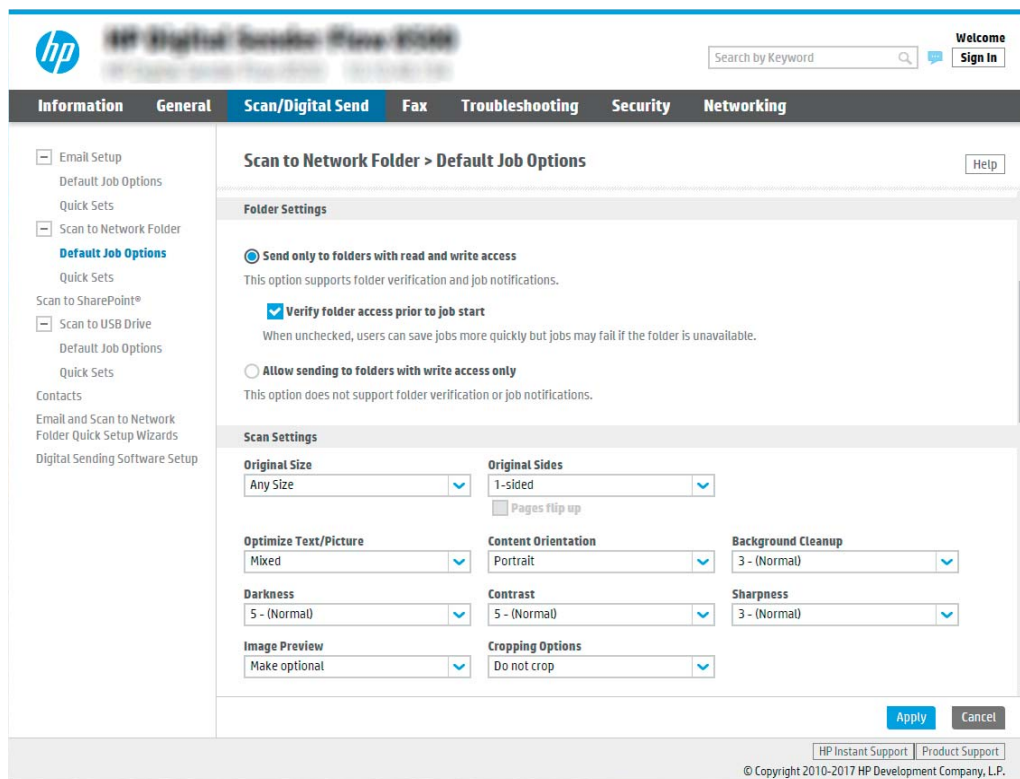 hp
Welcome
Search by Keyword
Sign In
Information General Scan/Digital Send Fax Troubleshooting Security Networking
Email Setup
Default Job Options
Quick Sets
Scan to Network Folder
Default Job Options
Quick Sets
Scan to SharePoint®
Scan to USB Drive
Default Job Options
Quick Sets
Contacts
Email and Scan to Network
Folder Quick Setup Wizards
Digital Sending Software Setup
Scan to Network Folder > Default Job Options
Help
Folder Settings
Send only to folders with read and write access
This option supports folder verification and job notifications.
Verify folder access prior to job start
When unchecked, users can save jobs more quickly but jobs may fail if the folder is unavailable.
Allow sending to folders with write access only
This option does not support folder verification or job notifications.
Scan Settings
Original Size Original Sides
Any Size 1-sided
Pages flip up
Optimize Text/Picture Content Orientation Background Cleanup
Mixed Portrait 3 - (Normal)
Darkness Contrast Sharpness
5 - (Normal) 5 - (Normal) 3 - (Normal)
Image Preview Cropping Options
Make optional Do not crop
Apply Cancel
HP Instant Support Product Support
© Copyright 2010-2017 HP Development Company, L.P.